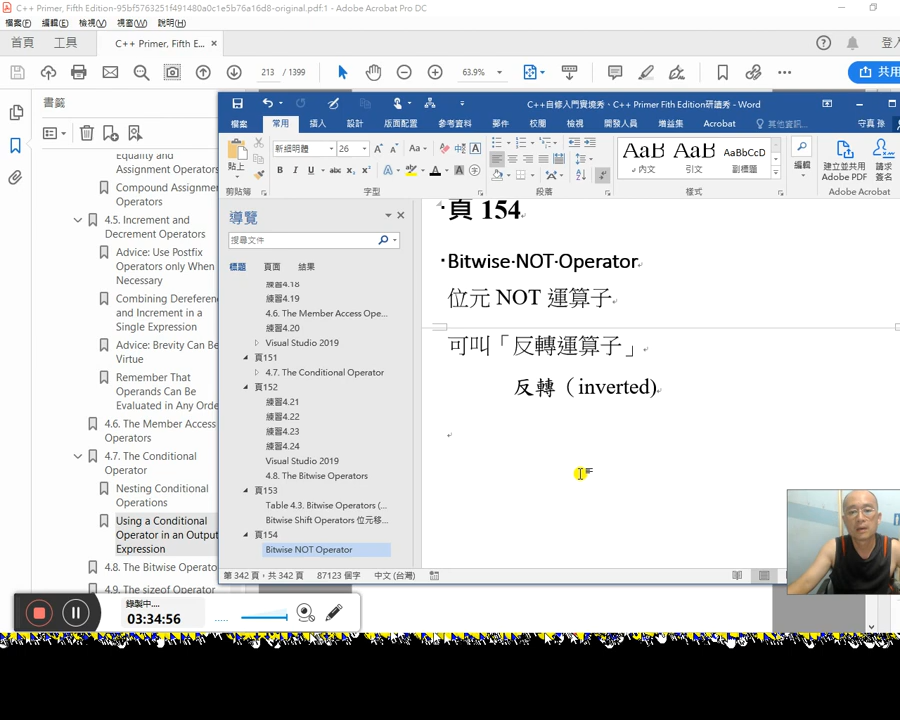 C++ Primer, Fifth Edition-95bf5763251f491480a0c1e5b76a16d8-original.pdf:1 - Adobe Acrobat Pro DC
檔案(F) 編輯(E) 檢視(V) 視窗(W) 說明(H)
首頁 工具 C++ Primer, Fifth E... × 登入
213 / 1399 63.9% 共用
書籤
Equality and
Assignment Operators
Compound Assignmen
Operators
4.5. Increment and
Decrement Operators
Advice: Use Postfix
Operators only When
Necessary
Combining Dereferenc
and Increment in a
Single Expression
Advice: Brevity Can Be
Virtue
Remember That
Operands Can Be
Evaluated in Any Orde
4.6. The Member Access
Operators
4.7. The Conditional
Operator
Nesting Conditional
Operations
Using a Conditional
Operator in an Output
Expression
4.8. The Bitwise Operato
4.9. The sizeof Operator
C++自修入門實境秀、C++ Primer Fith Edition研讀秀 - Word
檔案 常用 插入 設計 版面配置 參考資料 郵件 校閱 檢視 開發人員 增益集 Acrobat 其他資訊... 守真 孫
貼上 新細明體 26
B I U abc x₂ x²
AaB AaB AaBbCcD
內文 標題 1 副標題
編輯 建立並共用 Adobe PDF 請求 簽名
剪貼簿 字型 段落 樣式 Adobe Acrobat
導覽
搜尋文件
標題 頁面 結果
練習4.18
練習4.19
4.6. The Member Access Ope...
練習4.20
Visual Studio 2019
頁151
4.7. The Conditional Operator
頁152
練習4.21
練習4.22
練習4.23
練習4.24
Visual Studio 2019
4.8. The Bitwise Operators
頁153
Table 4.3. Bitwise Operators (...
Bitwise Shift Operators 位元移...
頁154
Bitwise NOT Operator
頁 154
Bitwise·NOT·Operator
位元 NOT 運算子
可叫「反轉運算子」
反轉（inverted)
第 342 頁，共 342 頁 87123 個字 中文 (台灣)
錄製中....
03:34:56